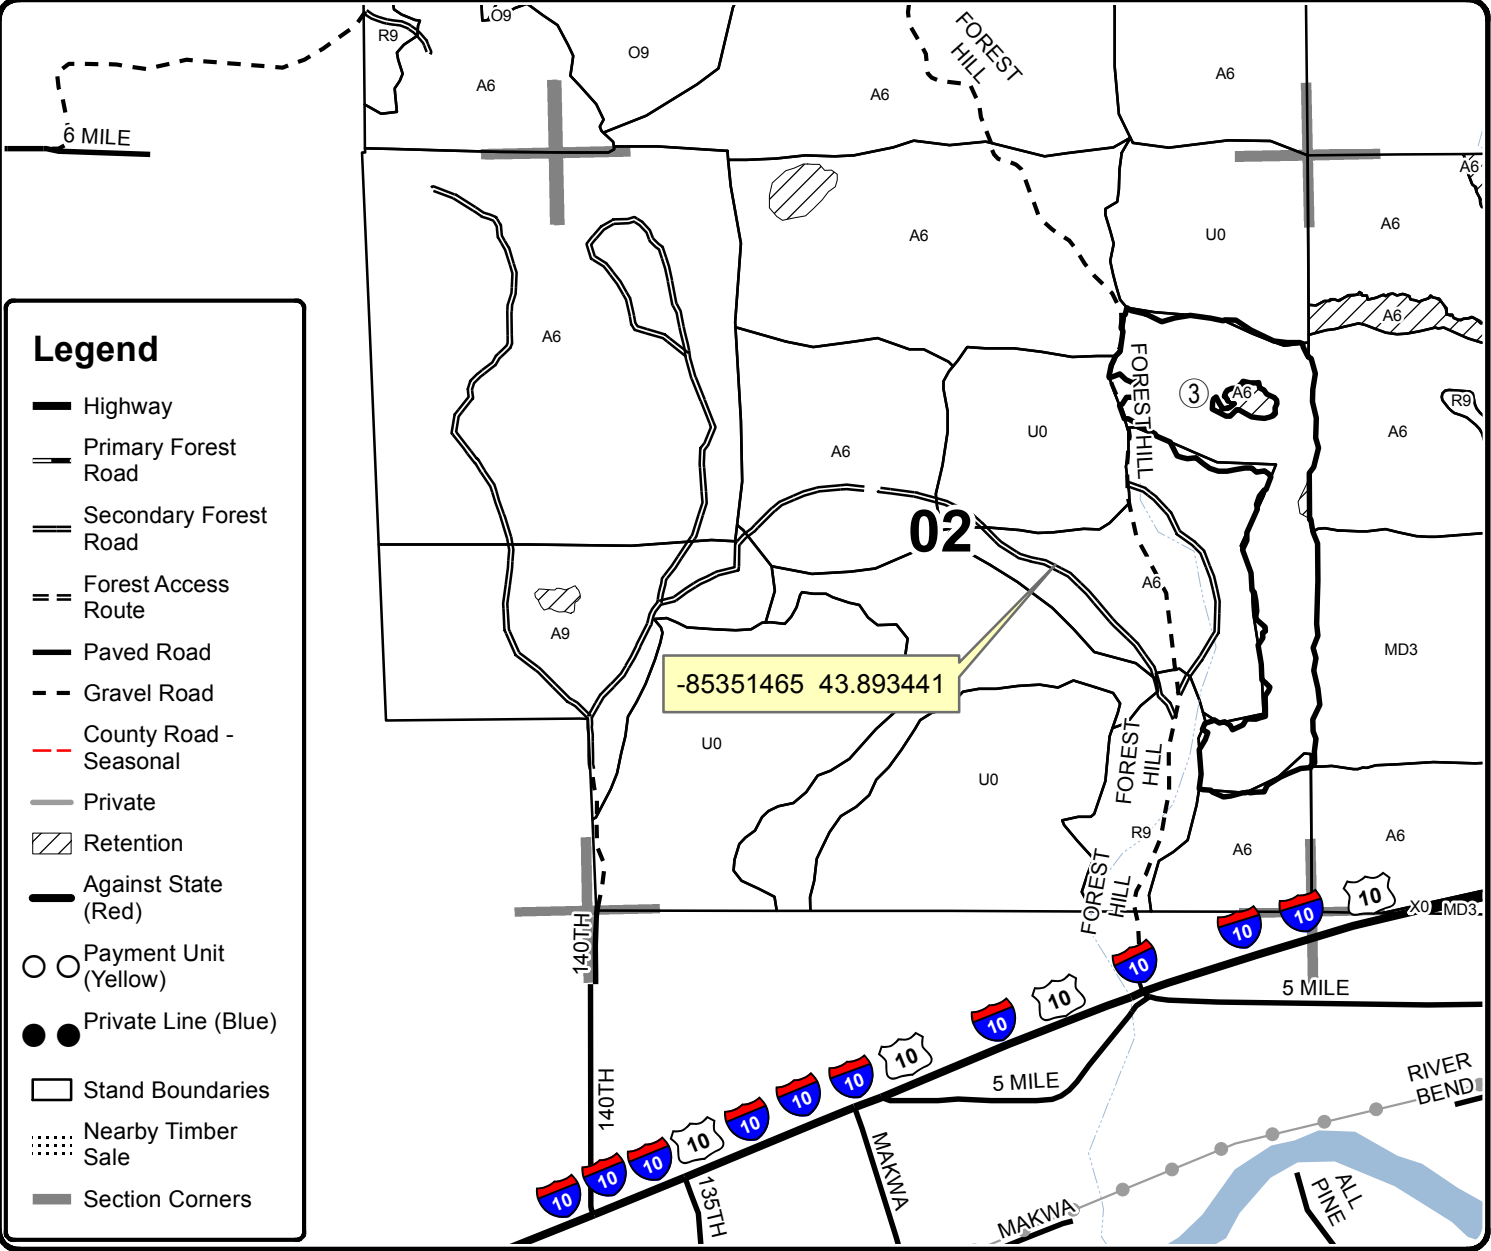 R9
O9
O9
A6
A6
FOREST
HILL
A6
6 MILE
A6
A6
A6
U0
A6
A6
A6
Legend
Highway
Primary Forest
Road
Secondary Forest
Road
Forest Access
Route
Paved Road
Gravel Road
County Road -
Seasonal
Private
Retention
Against State
(Red)
Payment Unit
(Yellow)
Private Line (Blue)
Stand Boundaries
Nearby Timber
Sale
Section Corners
FOREST HILL
3
A6
R9
A6
U0
A6
02
A6
A9
MD3
-85351465 43.893441
U0
U0
FOREST
HILL
R9
A6
A6
FOREST
HILL
10
10
10
X0
MD3
140TH
10
5 MILE
10
10
10
10
10
10
10
10
10
10
5 MILE
140TH
RIVER
BEND
135TH
MAKWA
MAKWA
ALL
PINE